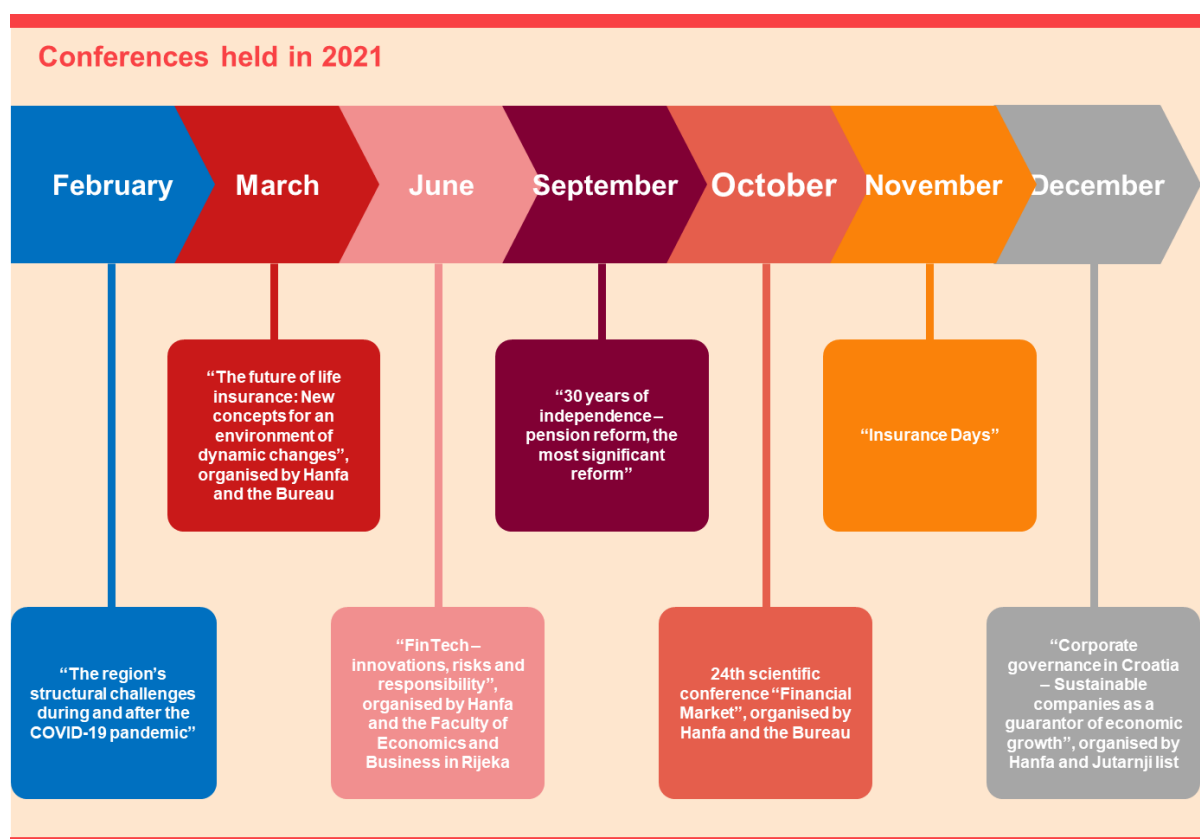 Conferences held in 2021
February
March
June
September
October
November
December
“The future of life
insurance: New
concepts for an
environment of
dynamic changes”,
organised by Hanfa
and the Bureau
“30 years of
independence –
pension reform, the
most significant
reform”
“Insurance Days”
“The region’s
structural challenges
during and after the
COVID-19 pandemic”
“FinTech –
innovations, risks and
responsibility”,
organised by Hanfa
and the Faculty of
Economics and
Business in Rijeka
24th scientific
conference “Financial
Market”, organised by
Hanfa and the Bureau
“Corporate
governance in Croatia
– Sustainable
companies as a
guarantor of economic
growth”, organised by
Hanfa and Jutarnji list